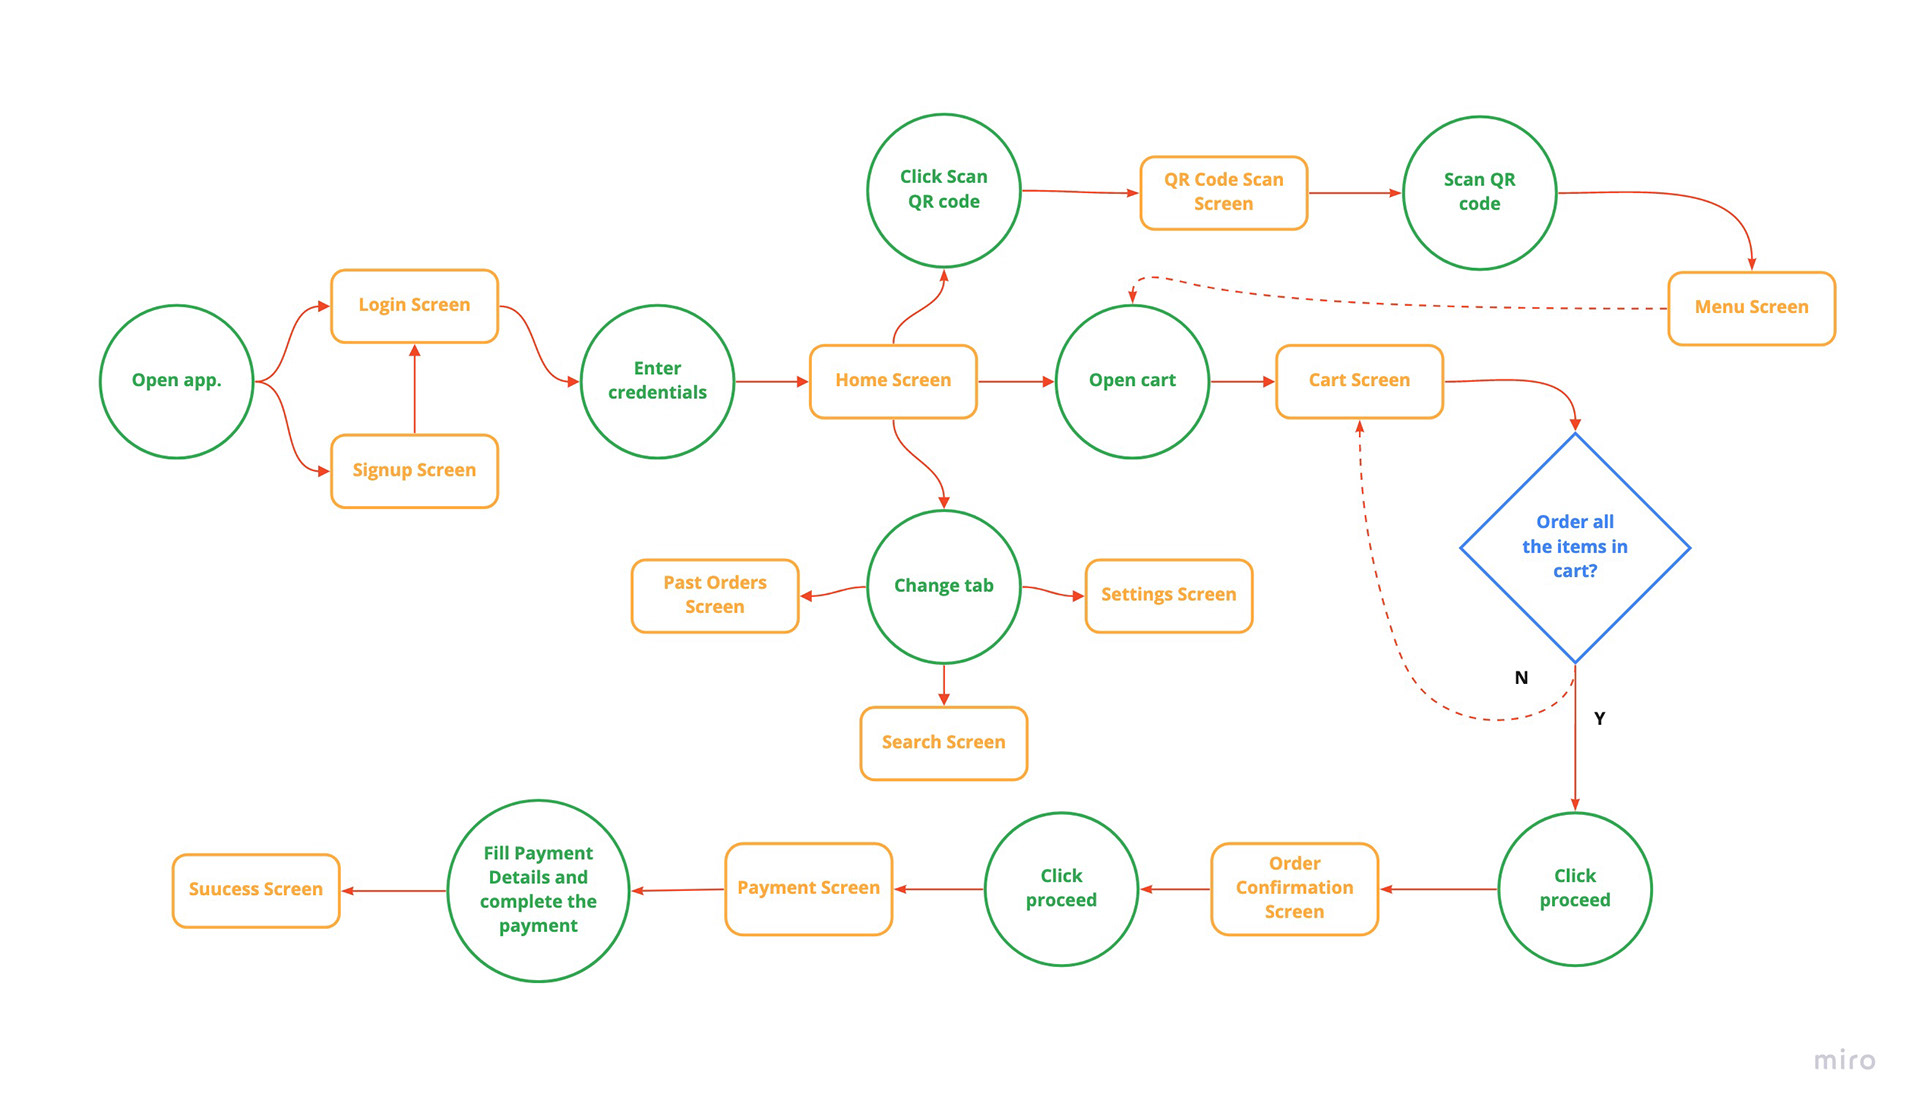 Click Scan
QR code
QR Code Scan
Screen
Scan QR
code
Menu Screen
Login Screen
Open app.
Signup Screen
Enter
credentials
Home Screen
Open cart
Cart Screen
Order all
the items in
cart?
Past Orders
Screen
Change tab
Settings Screen
N
Y
Search Screen
Suucess Screen
Fill Payment
Details and
complete the
payment
Payment Screen
Click
proceed
Order
Confirmation
Screen
Click
proceed
miro